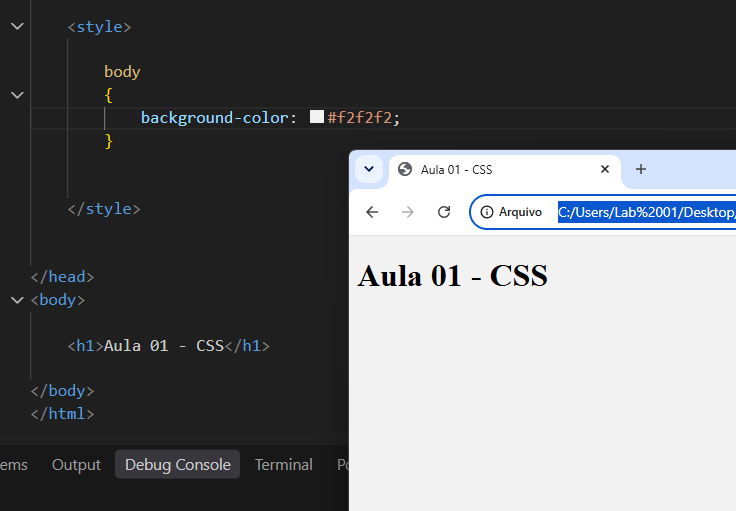 <style>
body
{
background-color: #f2f2f2;
}
</style>
</head>
<body>
<h1>Aula 01 - CSS</h1>
</body>
</html>
ems Output Debug Console Terminal Po
Aula 01 - CSS
Arquivo C:/Users/Lab%2001/Desktop/
Aula 01 - CSS